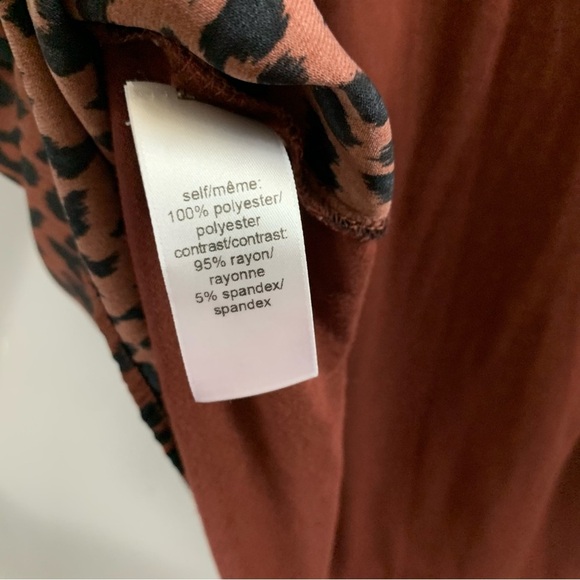 self/même:
100% polyester/
polyester
contrast/contrast:
95% rayon/
rayonne
5% spandex/
spandex